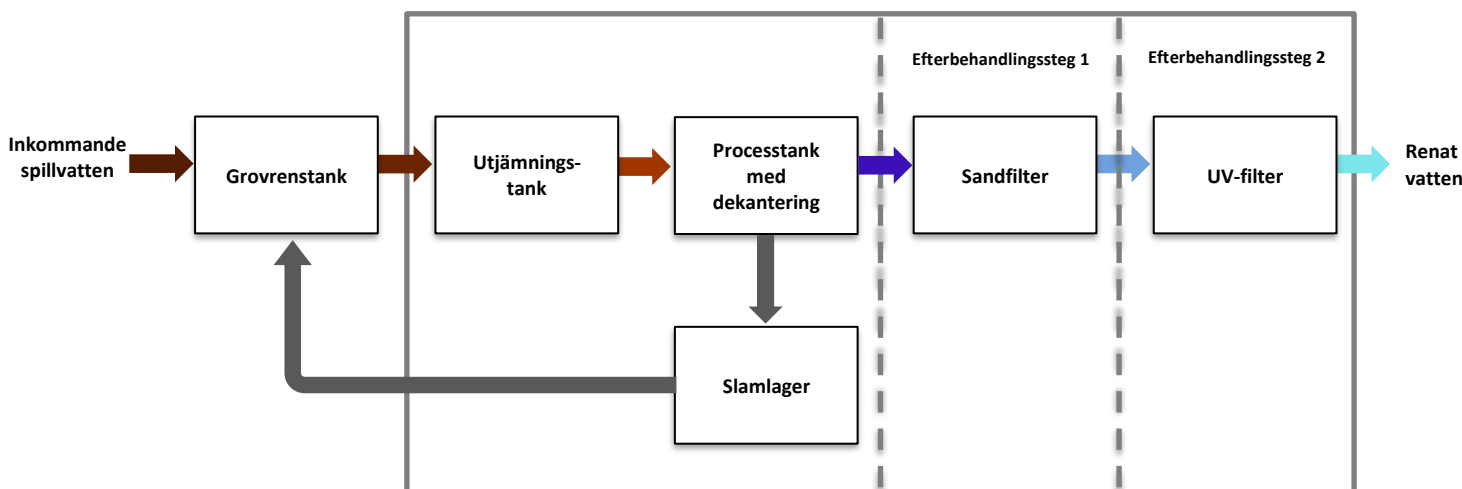 Efterbehandlingssteg 1
Efterbehandlingssteg 2
Inkommande
spillvatten
Grovrenstank
Utjämnings-
tank
Processtank
med
dekantering
Sandfilter
UV-filter
Renat
vatten
Slamlager